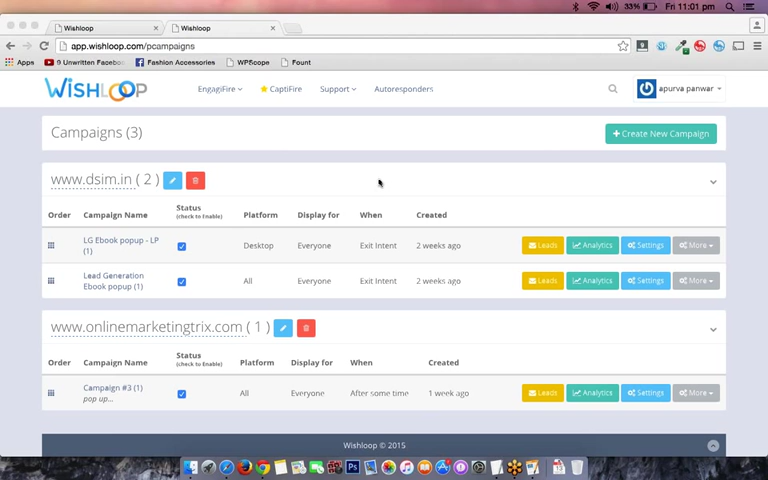 33% Fri 11:01 pm
Wishloop
Wishloop
app.wishloop.com/pcampaigns
Apps 9 Unwritten Facebo Fashion Accessories WPScope Fount
WiSHLOOP EngagiFire CaptiFire Support Autoresponders apurva panwar
Campaigns (3) + Create New Campaign
www.dsim.in ( 2 )
Order Campaign Name Status (check to Enable) Platform Display for When Created
LG Ebook popup - LP (1) Desktop Everyone Exit Intent 2 weeks ago Leads Analytics Settings More
Lead Generation Ebook popup (1) All Everyone Exit Intent 2 weeks ago Leads Analytics Settings More
www.onlinemarketingtrix.com ( 1 )
Order Campaign Name Status (check to Enable) Platform Display for When Created
Campaign #3 (1) pop up... All Everyone After some time 1 week ago Leads Analytics Settings More
Wishloop © 2015